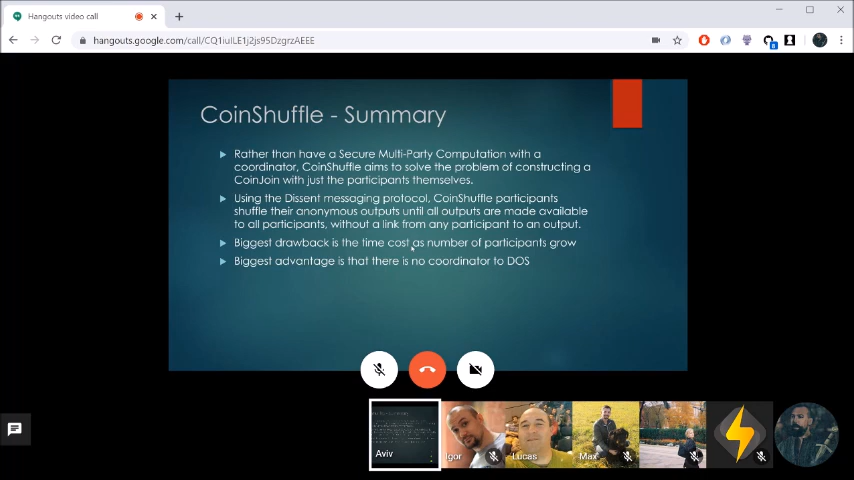 Hangouts video call
hangouts.google.com/call/CQ1iuILE1j2js95DzgrzAEEE
8
CoinShuffle - Summary
Rather than have a Secure Multi-Party Computation with a
coordinator, CoinShuffle aims to solve the problem of constructing a
CoinJoin with just the participants themselves.
Using the Dissent messaging protocol, CoinShuffle participants
shuffle their anonymous outputs until all outputs are made available
to all participants, without a link from any participant to an output.
Biggest drawback is the time cost as number of participants grow
Biggest advantage is that there is no coordinator to DOS
Aviv
Igor
Lucas
Max